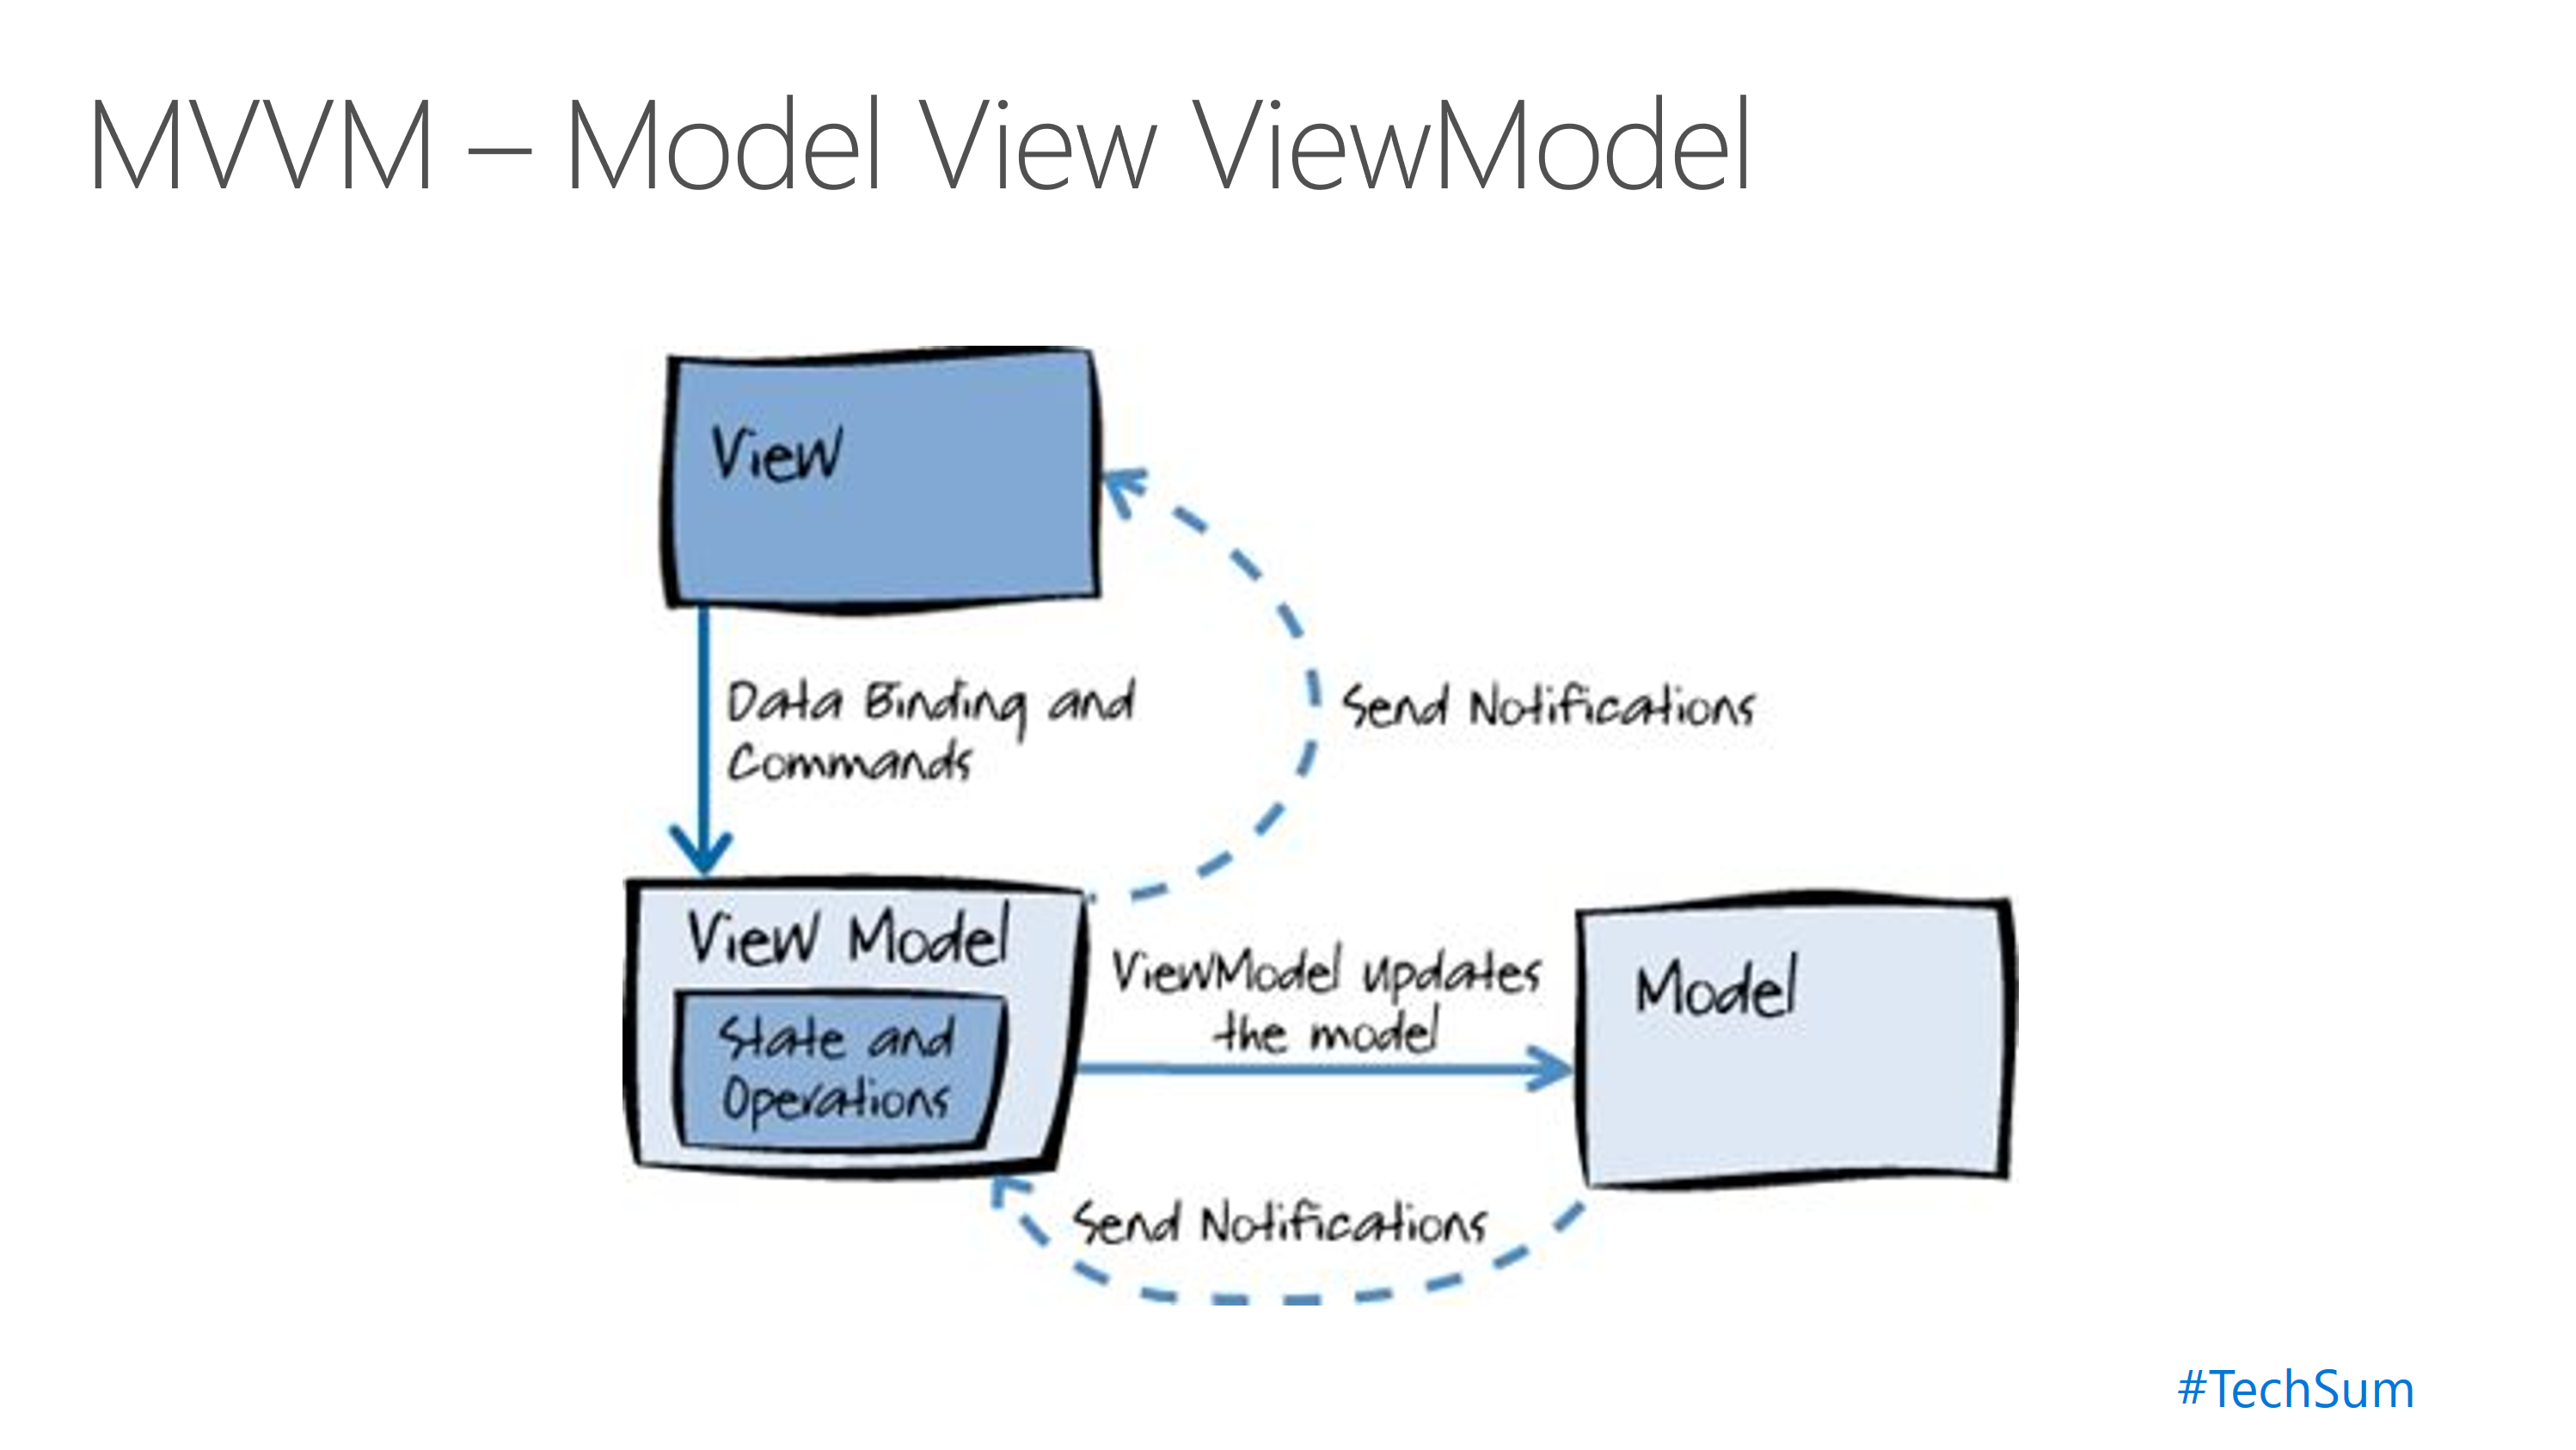 MVVM – Model View ViewModel
View
Data Binding and
Commands
Send Notifications
View Model
State and
Operations
ViewModel updates
the model
Model
Send Notifications
#TechSum